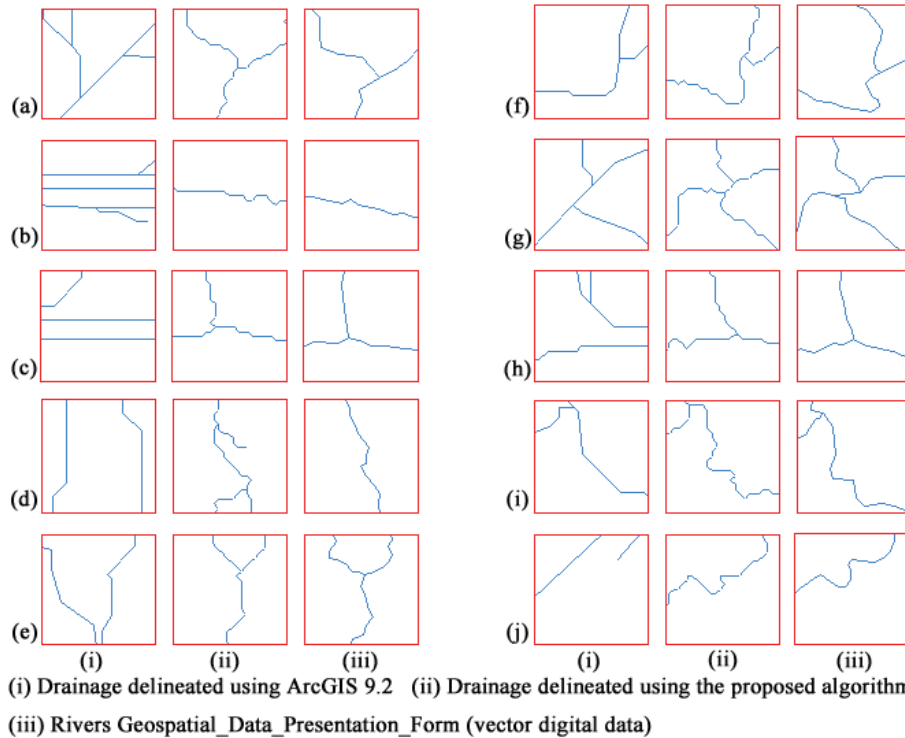 (a)
(f)
(b)
(g)
(c)
(h)
(d)
(i)
(e)
(j)
(i) (ii) (iii) (i) (ii) (iii)
(i) Drainage delineated using ArcGIS 9.2 (ii) Drainage delineated using the proposed algorithm
(iii) Rivers Geospatial_Data_Presentation_Form (vector digital data)